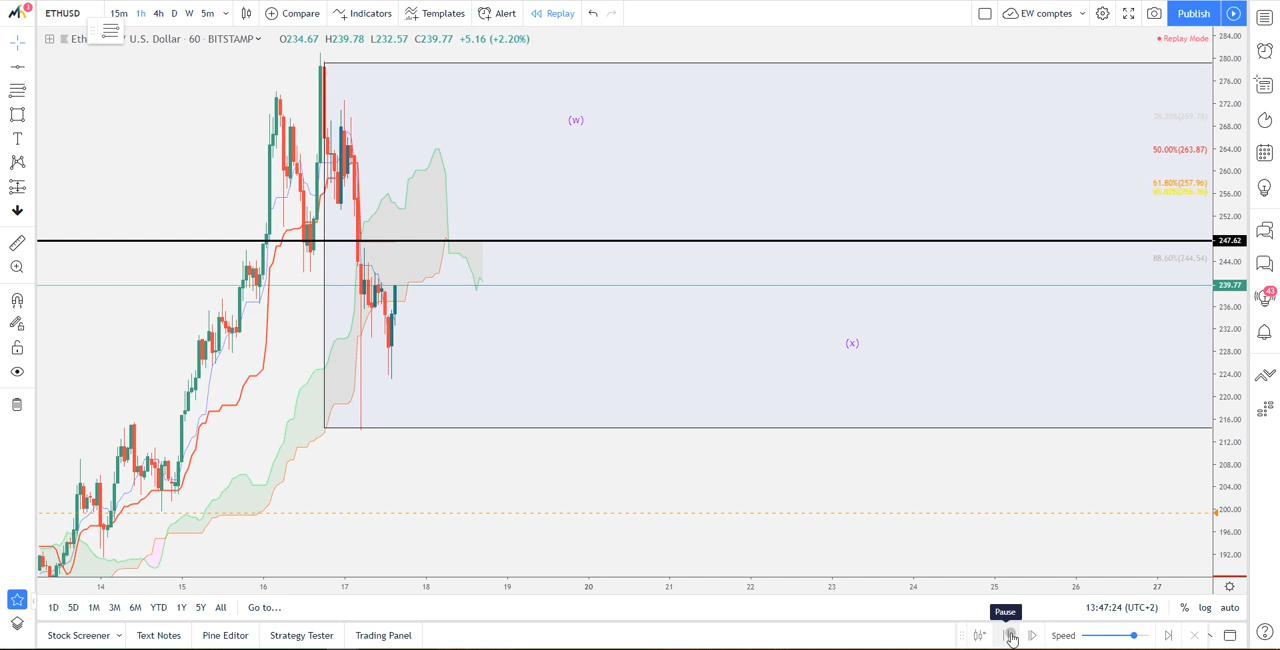 1
ETHUSD
15m 1h 4h D W 5m
Compare
Indicators
Templates
Alert
Replay
EW comptes
Publish
Eth
U.S. Dollar · 60 · BITSTAMP
O234.67 H239.78 L232.57 C239.77 +5.16 (+2.20%)
Replay Mode
284.00
280.00
276.00
272.00
268.00
264.00
260.00
256.00
252.00
247.62
244.00
239.77
236.00
232.00
228.00
224.00
220.00
216.00
212.00
208.00
204.00
200.00
196.00
192.00
50.00%(263.87)
61.80%(257.96)
88.60%(244.54)
(w)
(x)
43
14 15 16 17 18 19 20 21 22 23 24 25 26 27
1D 5D 1M 3M 6M YTD 1Y 5Y All Go to...
13:47:24 (UTC+2) % log auto
Pause
Stock Screener Text Notes Pine Editor Strategy Tester Trading Panel
Speed